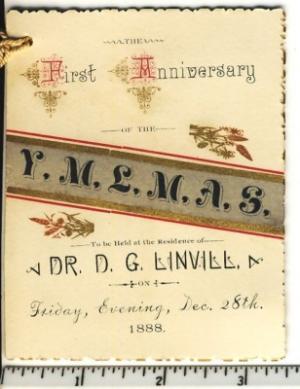 THE
First Anniversary
OF THE
Y. M. L. M. A. S.
To be Held at the Residence of
DR. D. G. LINVILL,
ON
Friday, Evening, Dec. 28th.
1888.
1 2 3